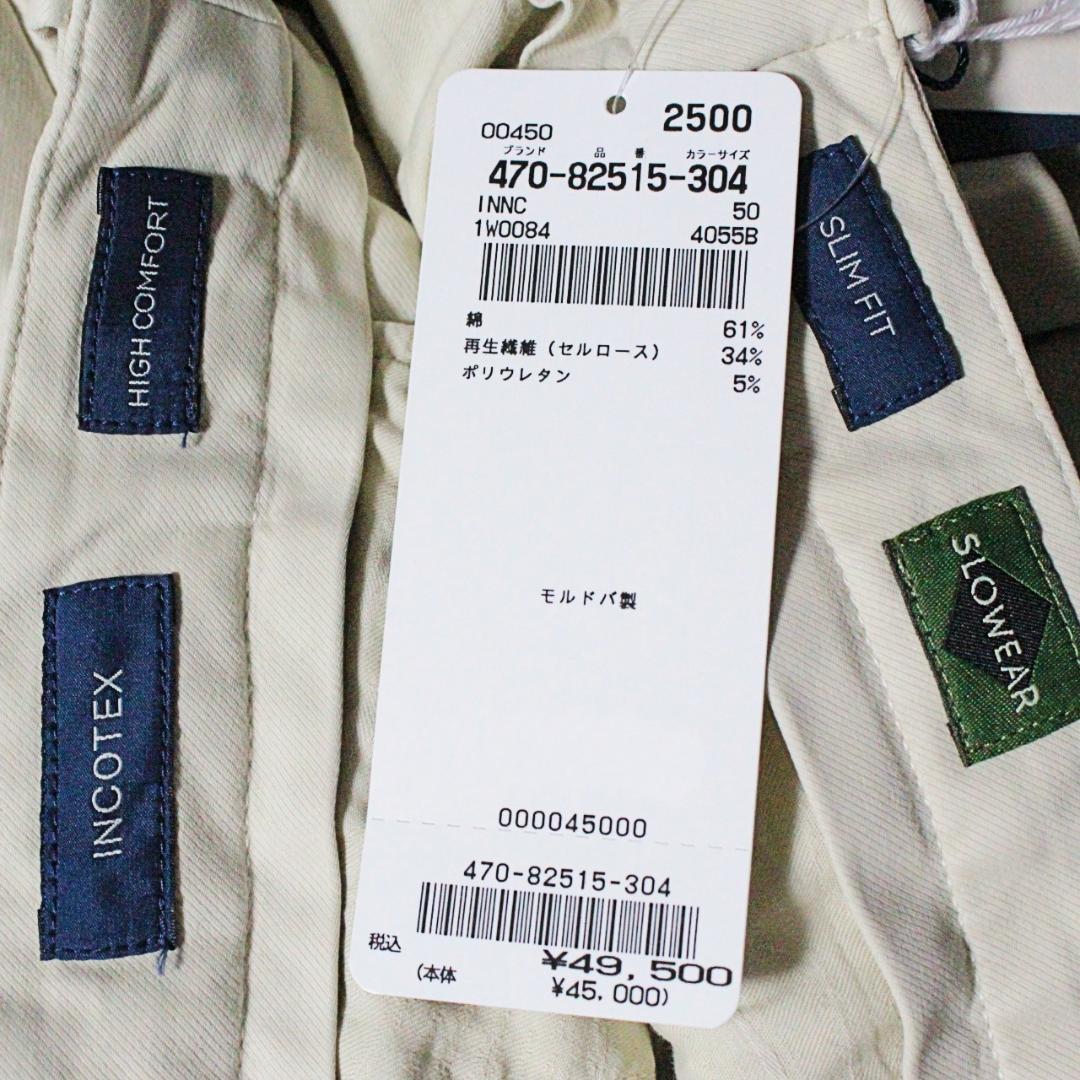 2500
00450
ブランド 品番 カラーサイズ
470-82515-304
INNC 50
1W0084 4055B
綿 61%
再生繊維（セルロース） 34%
ポリウレタン 5%
モルドバ製
000045000
470-82515-304
税込 ¥49,500
(本体 ¥45,000)
HIGH COMFORT
INCOTEX
SLIM FIT
SLOWEAR